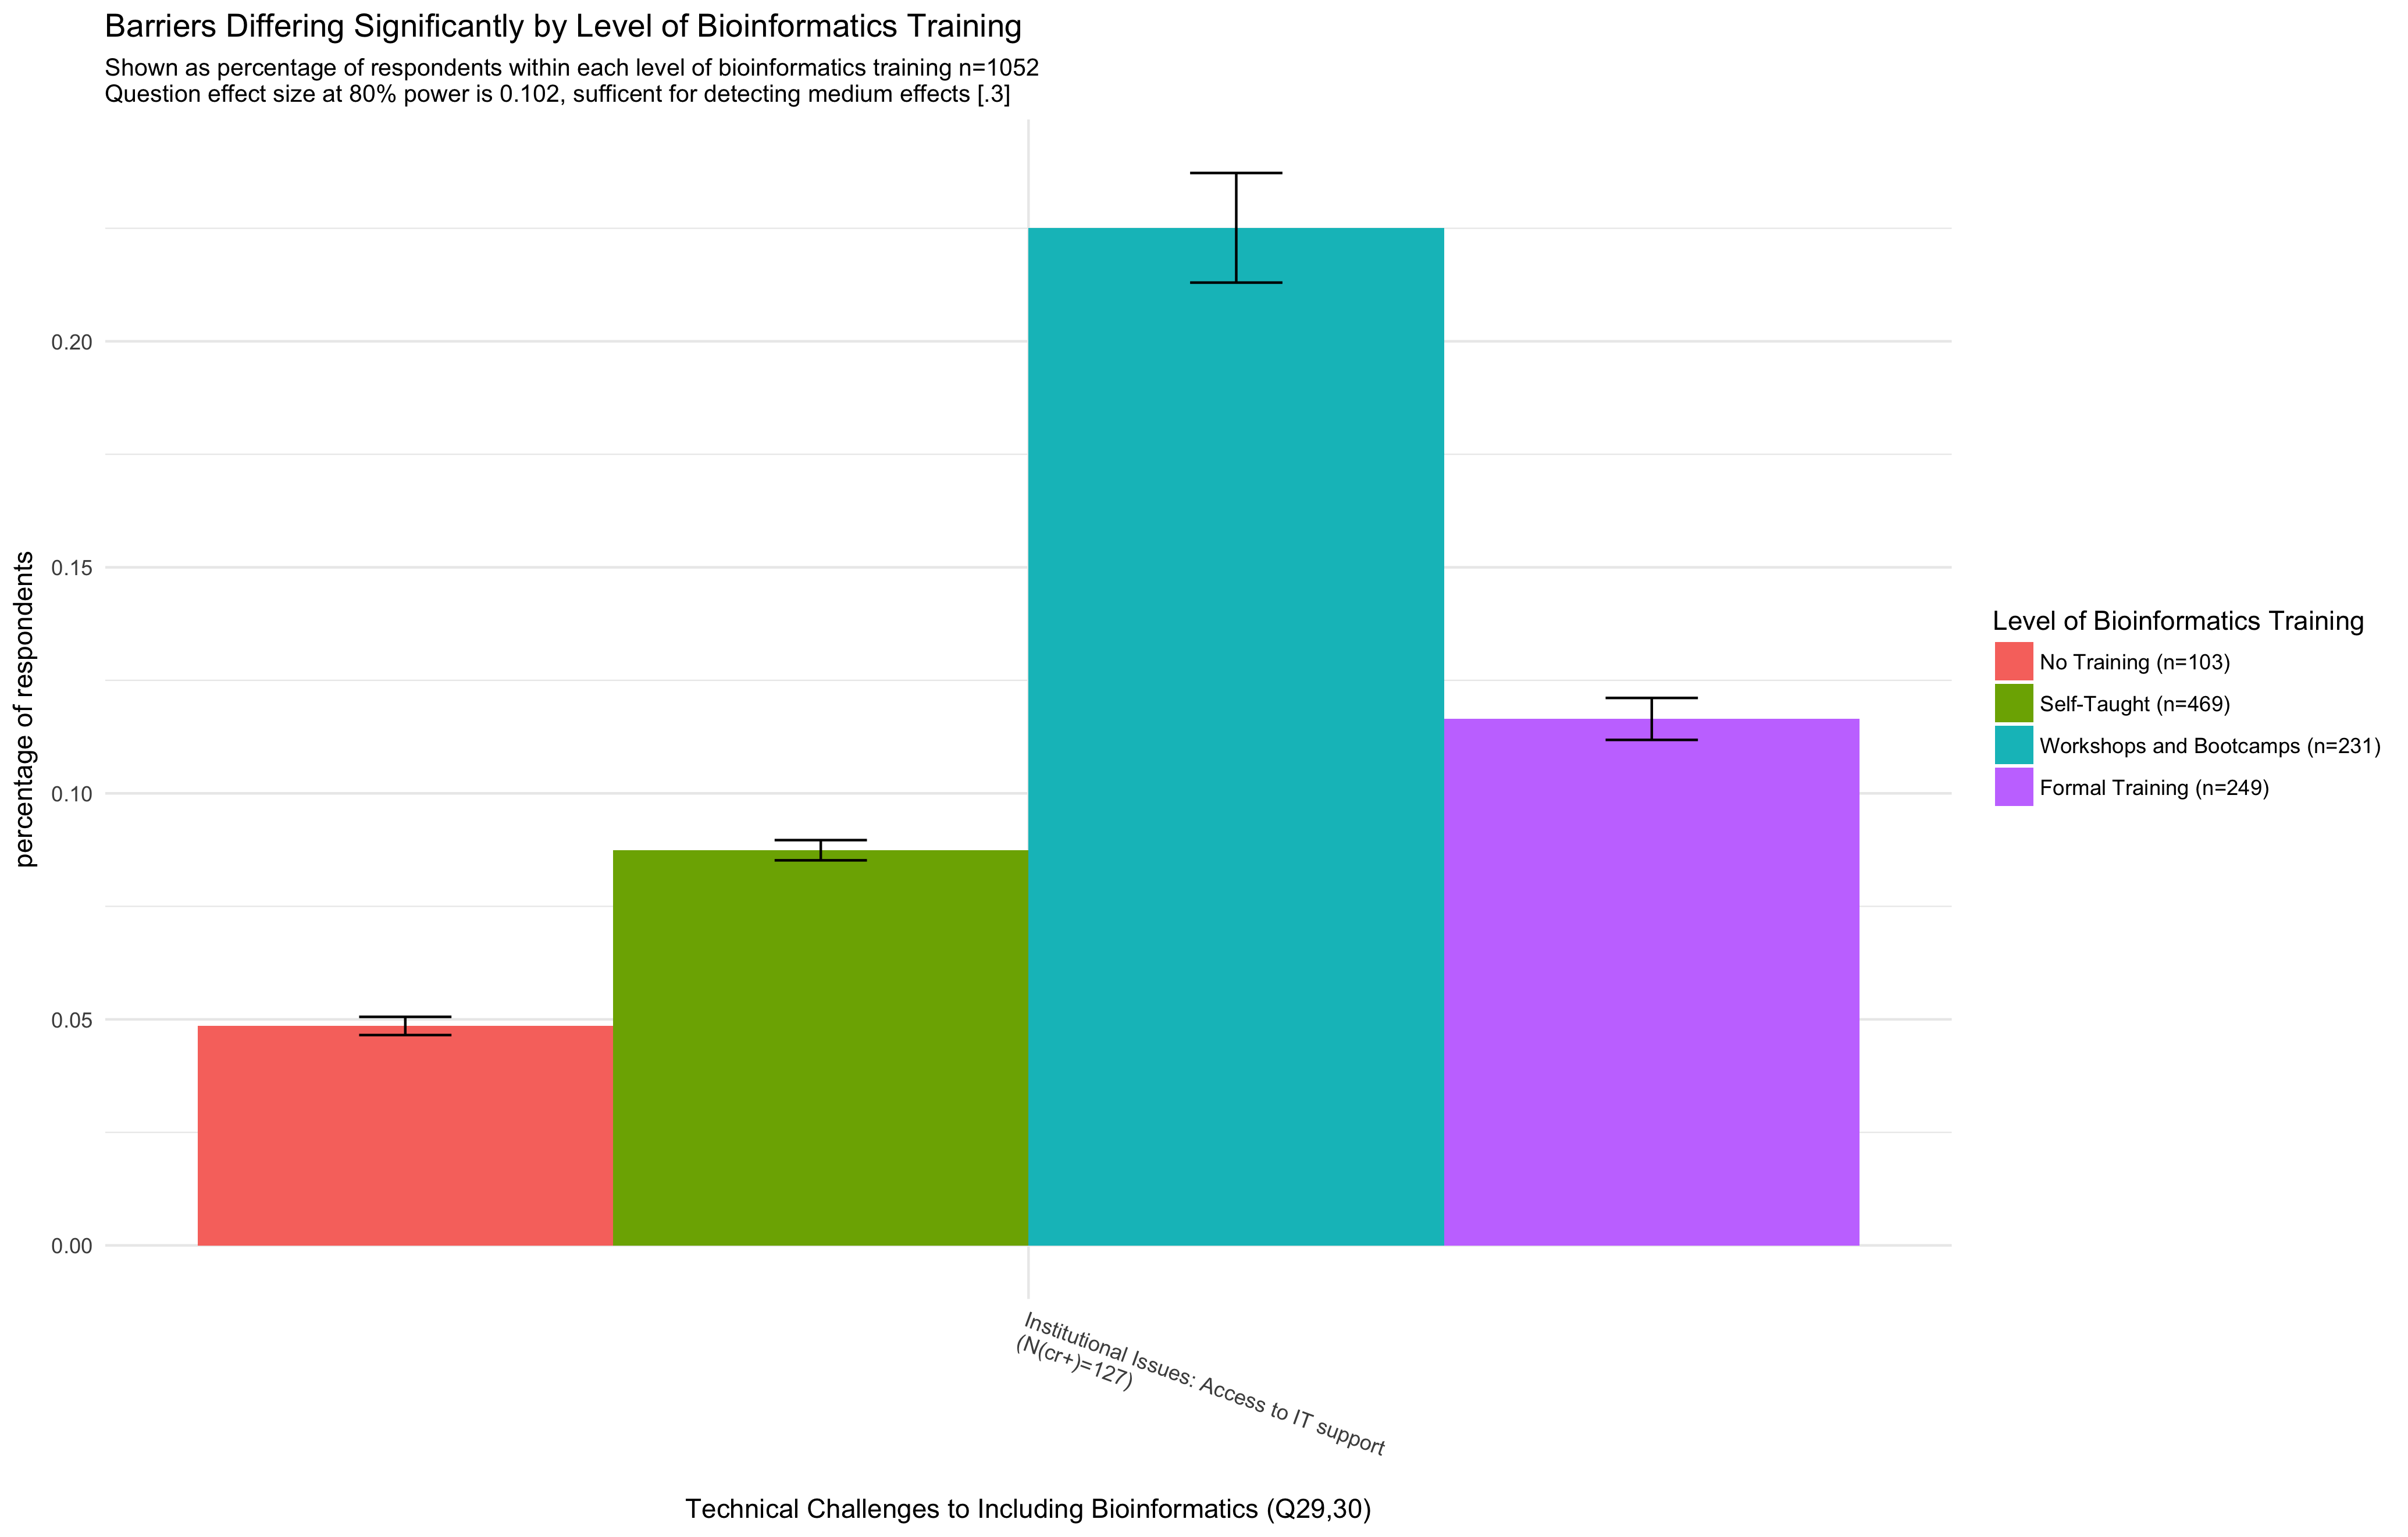 Barriers Differing Significantly by Level of Bioinformatics Training
Shown as percentage of respondents within each level of bioinformatics training n=1052
Question effect size at 80% power is 0.102, sufficent for detecting medium effects [.3]
percentage of respondents
0.20
0.15
0.10
0.05
0.00
Institutional Issues: Access to IT support
(N(cr+)=127)
Technical Challenges to Including Bioinformatics (Q29,30)
Level of Bioinformatics Training
No Training (n=103)
Self-Taught (n=469)
Workshops and Bootcamps (n=231)
Formal Training (n=249)